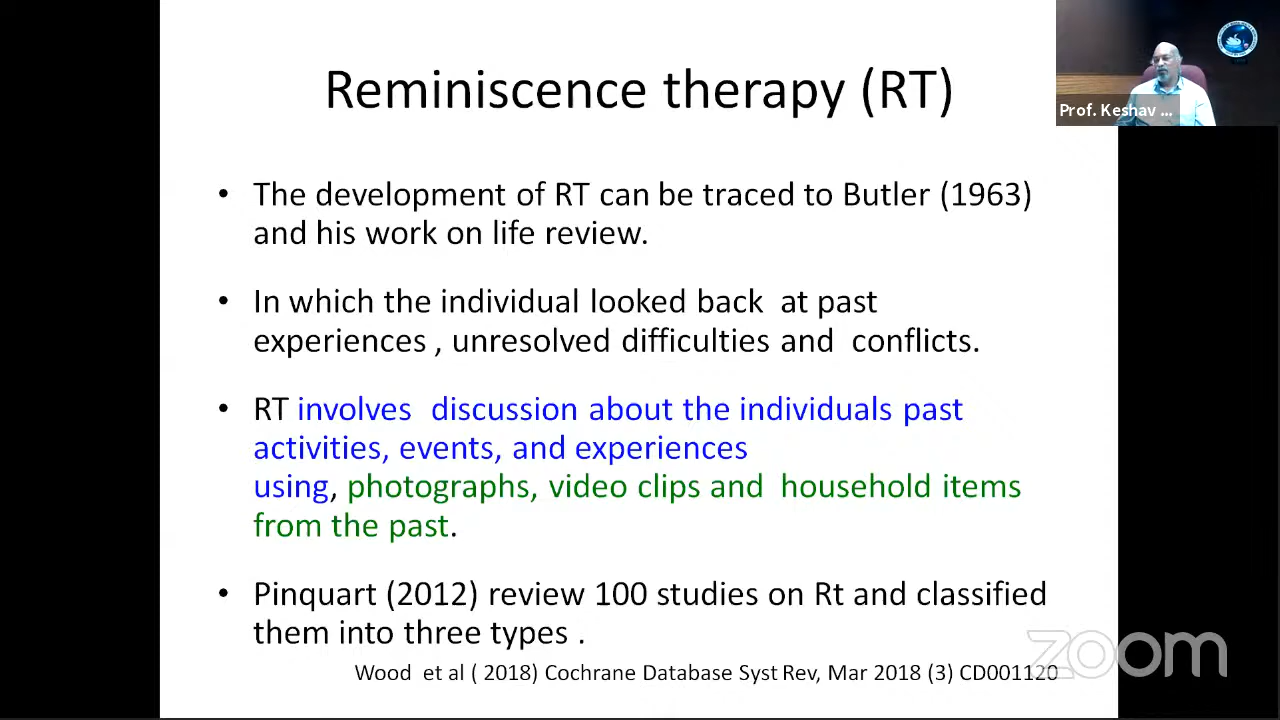 Reminiscence therapy (RT)
Prof. Keshav ...
• The development of RT can be traced to Butler (1963)
and his work on life review.
• In which the individual looked back at past
experiences , unresolved difficulties and conflicts.
• RT involves discussion about the individuals past
activities, events, and experiences
using, photographs, video clips and household items
from the past.
• Pinquart (2012) review 100 studies on Rt and classified
them into three types .
Wood et al ( 2018) Cochrane Database Syst Rev, Mar 2018 (3) CD001120
zoom